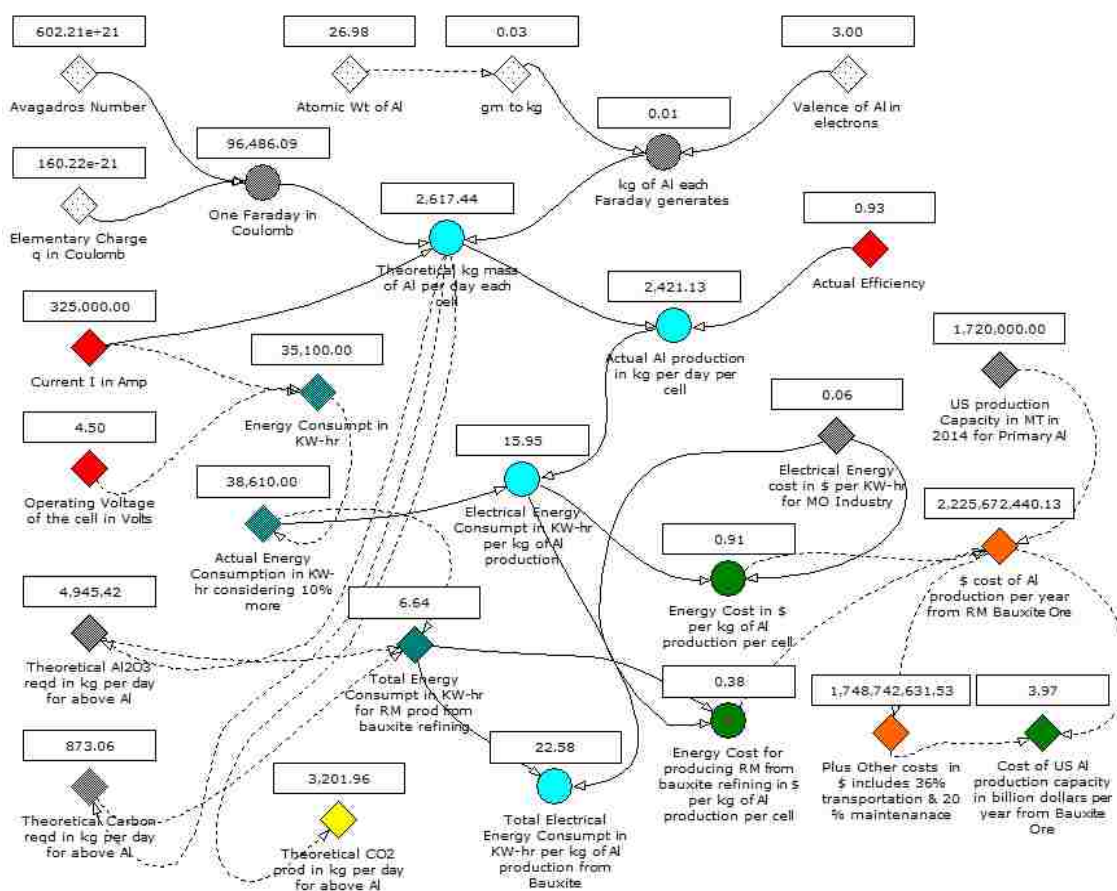 602.21e+21
Avagadros Number
26.98
Atomic Wt of Al
0.03
gm to kg
3.00
Valence of Al in
electrons
160.22e-21
Elementary Charge
q in Coulomb
96,486.09
One Faraday in
Coulomb
0.01
kg of Al each
Faraday generates
2,617.44
Theoretical kg mass
of Al per day each
cell
0.93
Actual Efficiency
325,000.00
Current I in Amp
2,421.13
Actual Al production
in kg per day per
cell
35,100.00
Energy Consumpt in
KW-hr
1,720,000.00
US production
Capacity in MT in
2014 for Primary Al
4.50
Operating Voltage
of the cell in Volts
0.06
Electrical Energy
cost in $ per KW-hr
for MO Industry
15.95
Electrical Energy
Consumpt in KW-hr
per kg of Al
production
38,610.00
Actual Energy
Consumption in KW-
hr considering 10%
more
2,225,672,440.13
$ cost of Al
production per year
from RM Bauxite Ore
0.91
Energy Cost in $
per kg of Al
production per cell
4,945.42
Theoretical Al2O3
reqd in kg per day
for above Al
6.64
Total Energy
Consumpt in KW-hr
for RM prod from
bauxite refining
0.38
Energy Cost for
producing RM from
bauxite refining in $
per kg of Al
production per cell
1,748,742,631.53
Plus Other costs in
$ includes 36%
transportation & 20
% maintenanace
3.97
Cost of US Al
production capacity
in billion dollars per
year from Bauxite
Ore
873.06
Theoretical Carbon
reqd in kg per day
for above Al
3,201.96
Theoretical CO2
prod in kg per day
for above Al
22.58
Total Electrical
Energy Consumpt in
KW-hr per kg of Al
production from
Bauxite